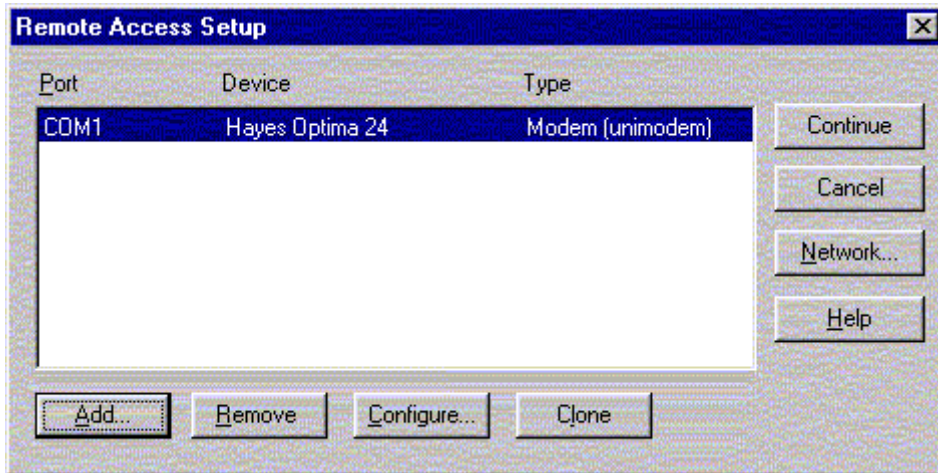 Remote Access Setup
Port Device Type
COM1 Hayes Optima 24 Modem (unimodem)
Continue
Cancel
Network...
Help
Add... Remove Configure... Clone